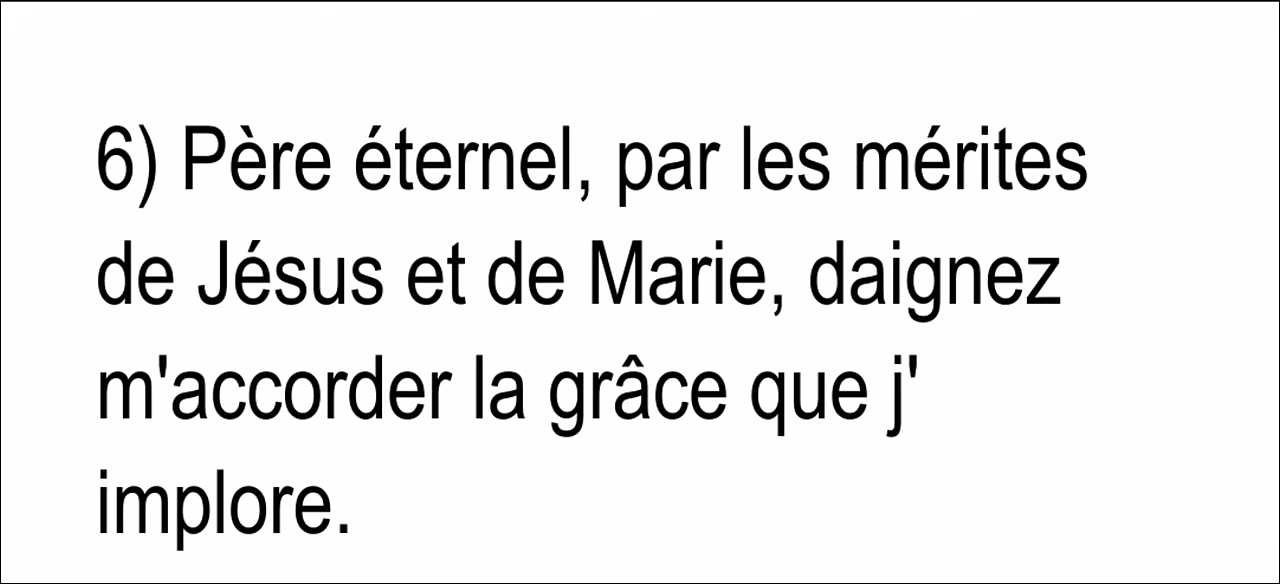 6) Père éternel, par les mérites
de Jésus et de Marie, daignez
m'accorder la grâce que j'
implore.